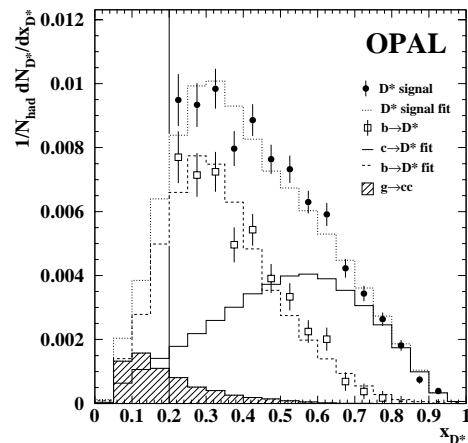 1/N_had dN_D*/dx_D*
0.01
0.008
0.006
0.004
0.002
0
OPAL
D* signal
D* signal fit
b→D*
c→D* fit
b→D* fit
g→cc
0 0.1 0.2 0.3 0.4 0.5 0.6 0.7 0.8 0.9 1
x_D*